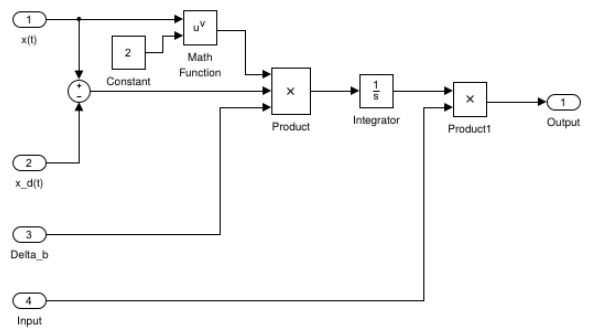 1
x(t)
2
Constant
u^v
Math
Function
+
−
×
Product
1
s
Integrator
×
Product1
1
Output
2
x_d(t)
3
Delta_b
4
Input